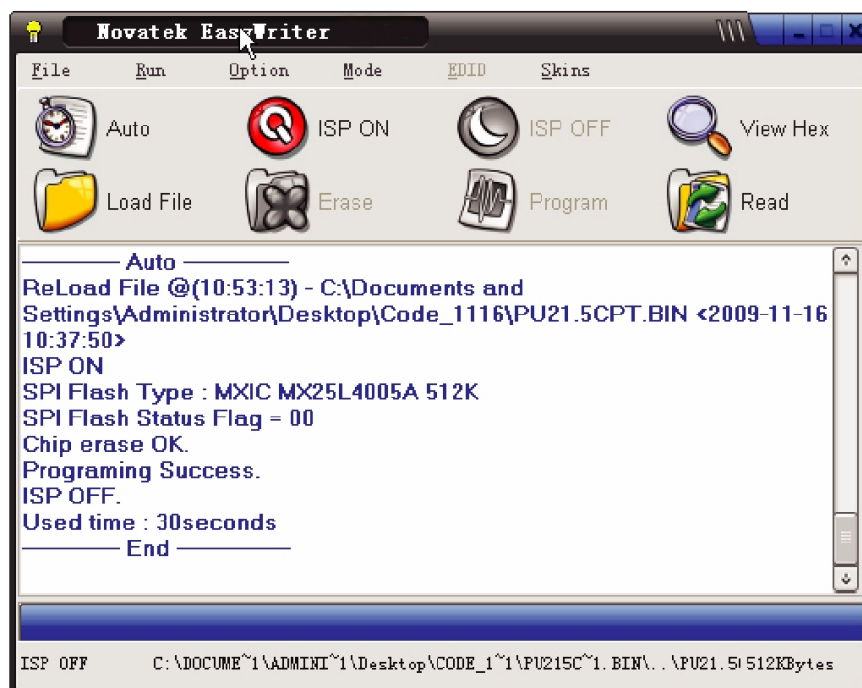 Novatek EasyWriter
File Run Option Mode EDID Skins
Auto ISP ON ISP OFF View Hex
Load File Erase Program Read
Auto
ReLoad File @(10:53:13) - C:\Documents and
Settings\Administrator\Desktop\Code_1116\PU21.5CPT.BIN <2009-11-16
10:37:50>
ISP ON
SPI Flash Type : MXIC MX25L4005A 512K
SPI Flash Status Flag = 00
Chip erase OK.
Programing Success.
ISP OFF.
Used time : 30seconds
End
ISP OFF C:\DOCUME~1\ADMINI~1\Desktop\CODE_1~1\PU215C~1.BIN\..\PU21.5( 512KBytes